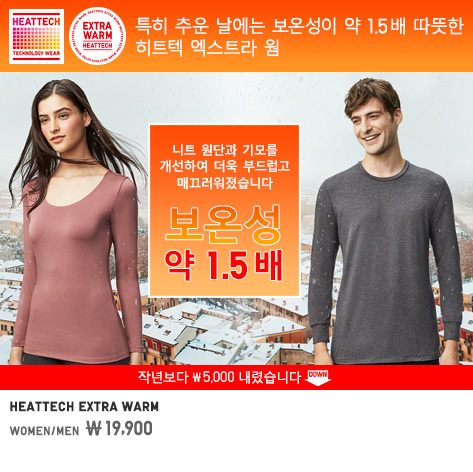 HEATTECH
TECHNOLOGY WEAR
EXTRA
WARM
HEATTECH
특히 추운 날에는 보온성이 약 1.5배 따뜻한
히트텍 엑스트라 웜
니트 원단과 기모를
개선하여 더욱 부드럽고
매끄러워졌습니다
보온성
약 1.5배
작년보다 ₩5,000 내렸습니다 DOWN
HEATTECH EXTRA WARM
WOMEN/MEN ₩19,900